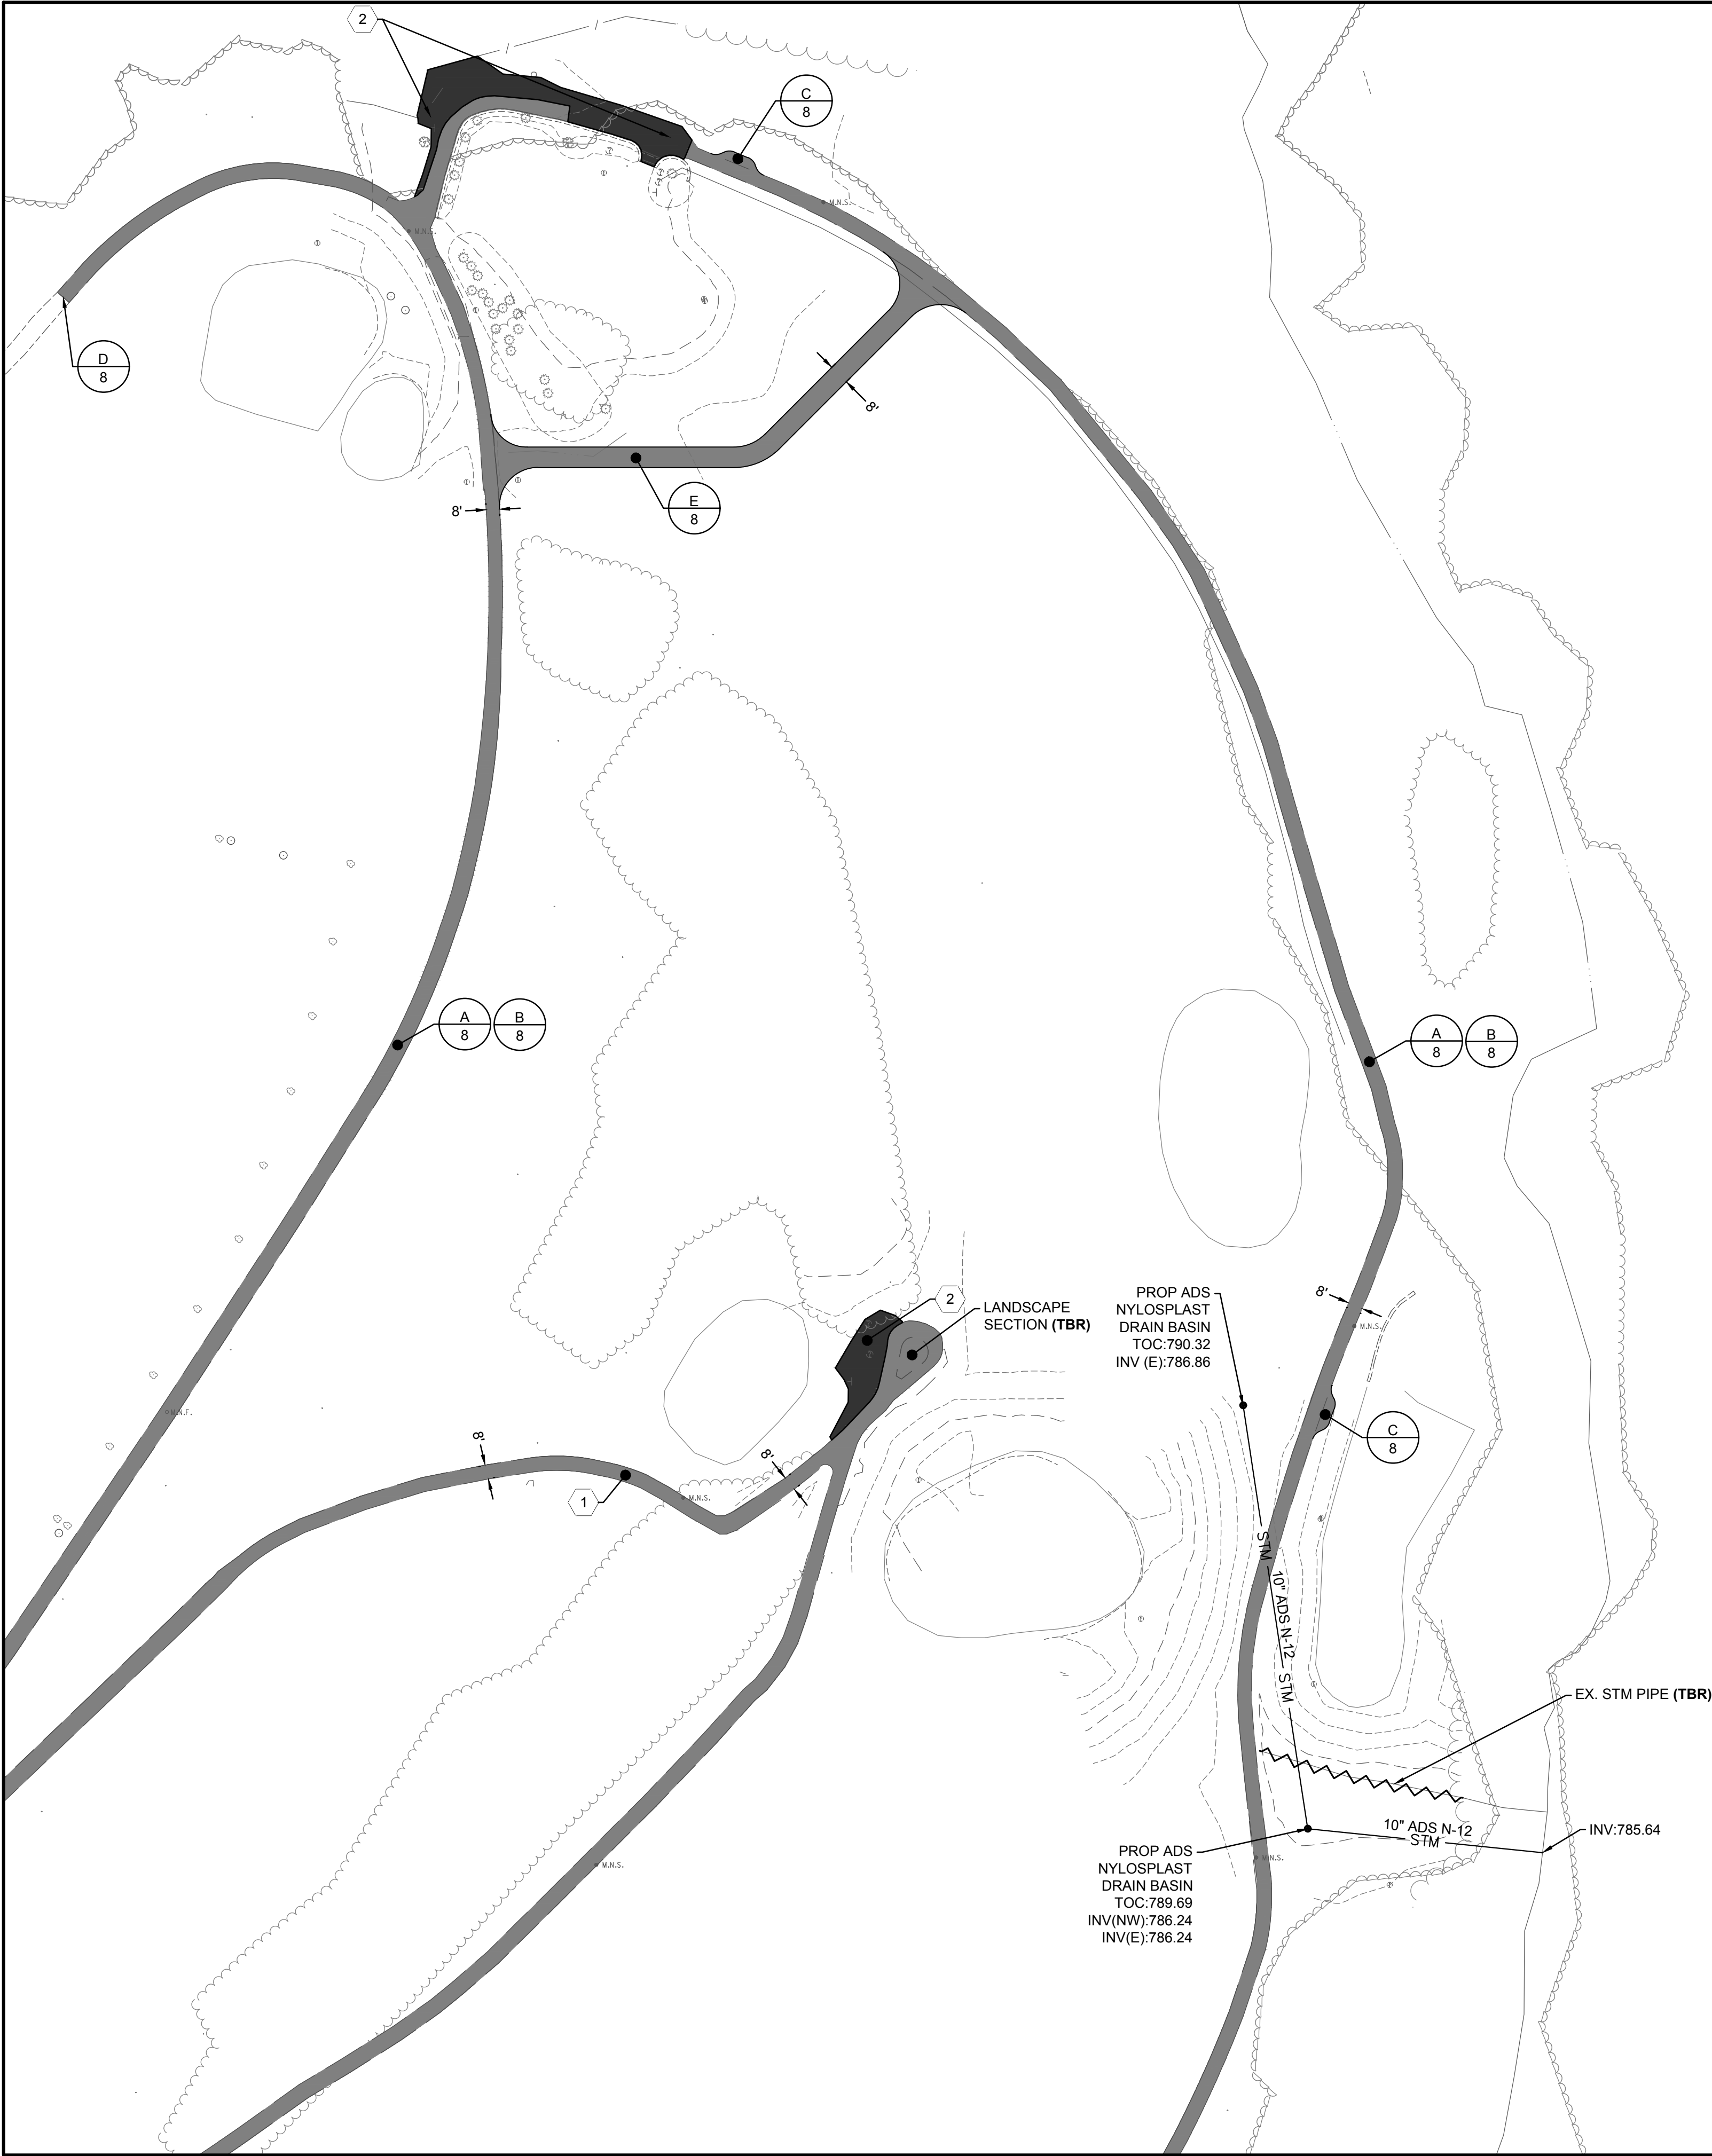 2
C
8
M.N.S.
M.N.S.
D
8
8'
E
8
8'
A
8
B
8
A
8
B
8
2
LANDSCAPE
SECTION (TBR)
PROP ADS
NYLOSPLAST
DRAIN BASIN
TOC:790.32
INV (E):786.86
8'
M.N.S.
M.N.F.
C
8
8'
8'
1
M.N.S.
STM
10" ADS N-12
STM
EX. STM PIPE (TBR)
10" ADS N-12
STM
INV:785.64
PROP ADS
NYLOSPLAST
DRAIN BASIN
TOC:789.69
INV(NW):786.24
INV(E):786.24
M.N.S.
M.N.S.